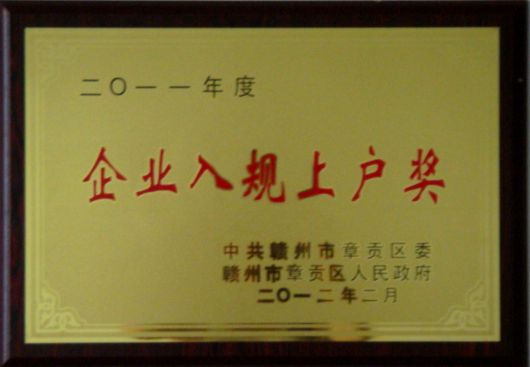 二〇一一年度
企业入规上户奖
中共赣州市章贡区委
赣州市章贡区人民政府
二〇一二年二月